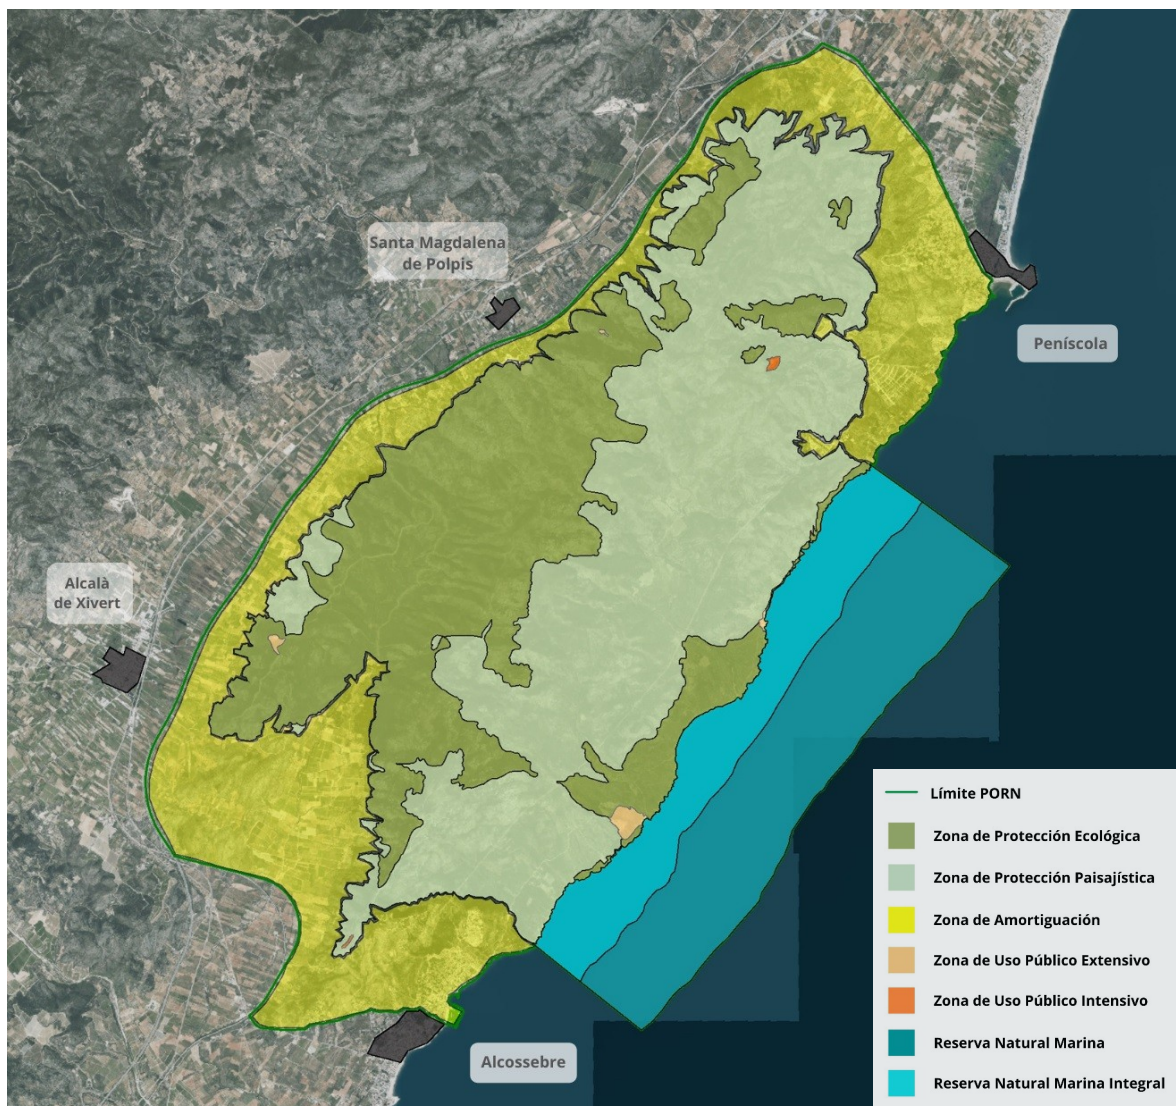 Santa Magdalena
de Polpis
Peníscola
Alcalà
de Xivert
Alcossebre
Límite PORN
Zona de Protección Ecológica
Zona de Protección Paisajística
Zona de Amortiguación
Zona de Uso Público Extensivo
Zona de Uso Público Intensivo
Reserva Natural Marina
Reserva Natural Marina Integral